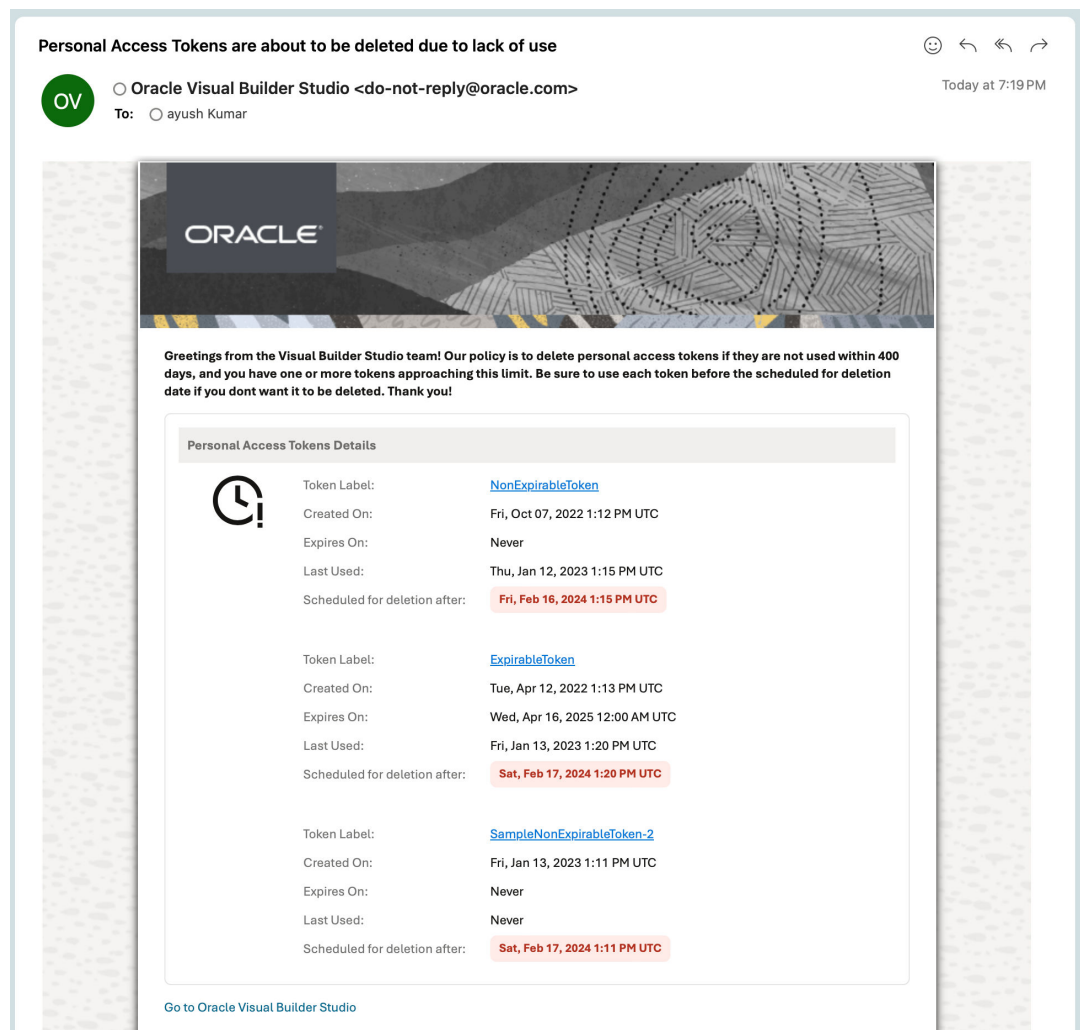 Personal Access Tokens are about to be deleted due to lack of use
OV
Oracle Visual Builder Studio <do-not-reply@oracle.com>
Today at 7:19 PM
To: ayush Kumar
ORACLE
Greetings from the Visual Builder Studio team! Our policy is to delete personal access tokens if they are not used within 400
days, and you have one or more tokens approaching this limit. Be sure to use each token before the scheduled for deletion
date if you dont want it to be deleted. Thank you!
Personal Access Tokens Details
Token Label: NonExpirableToken
Created On: Fri, Oct 07, 2022 1:12 PM UTC
Expires On: Never
Last Used: Thu, Jan 12, 2023 1:15 PM UTC
Scheduled for deletion after: Fri, Feb 16, 2024 1:15 PM UTC
Token Label: ExpirableToken
Created On: Tue, Apr 12, 2022 1:13 PM UTC
Expires On: Wed, Apr 16, 2025 12:00 AM UTC
Last Used: Fri, Jan 13, 2023 1:20 PM UTC
Scheduled for deletion after: Sat, Feb 17, 2024 1:20 PM UTC
Token Label: SampleNonExpirableToken-2
Created On: Fri, Jan 13, 2023 1:11 PM UTC
Expires On: Never
Last Used: Never
Scheduled for deletion after: Sat, Feb 17, 2024 1:11 PM UTC
Go to Oracle Visual Builder Studio